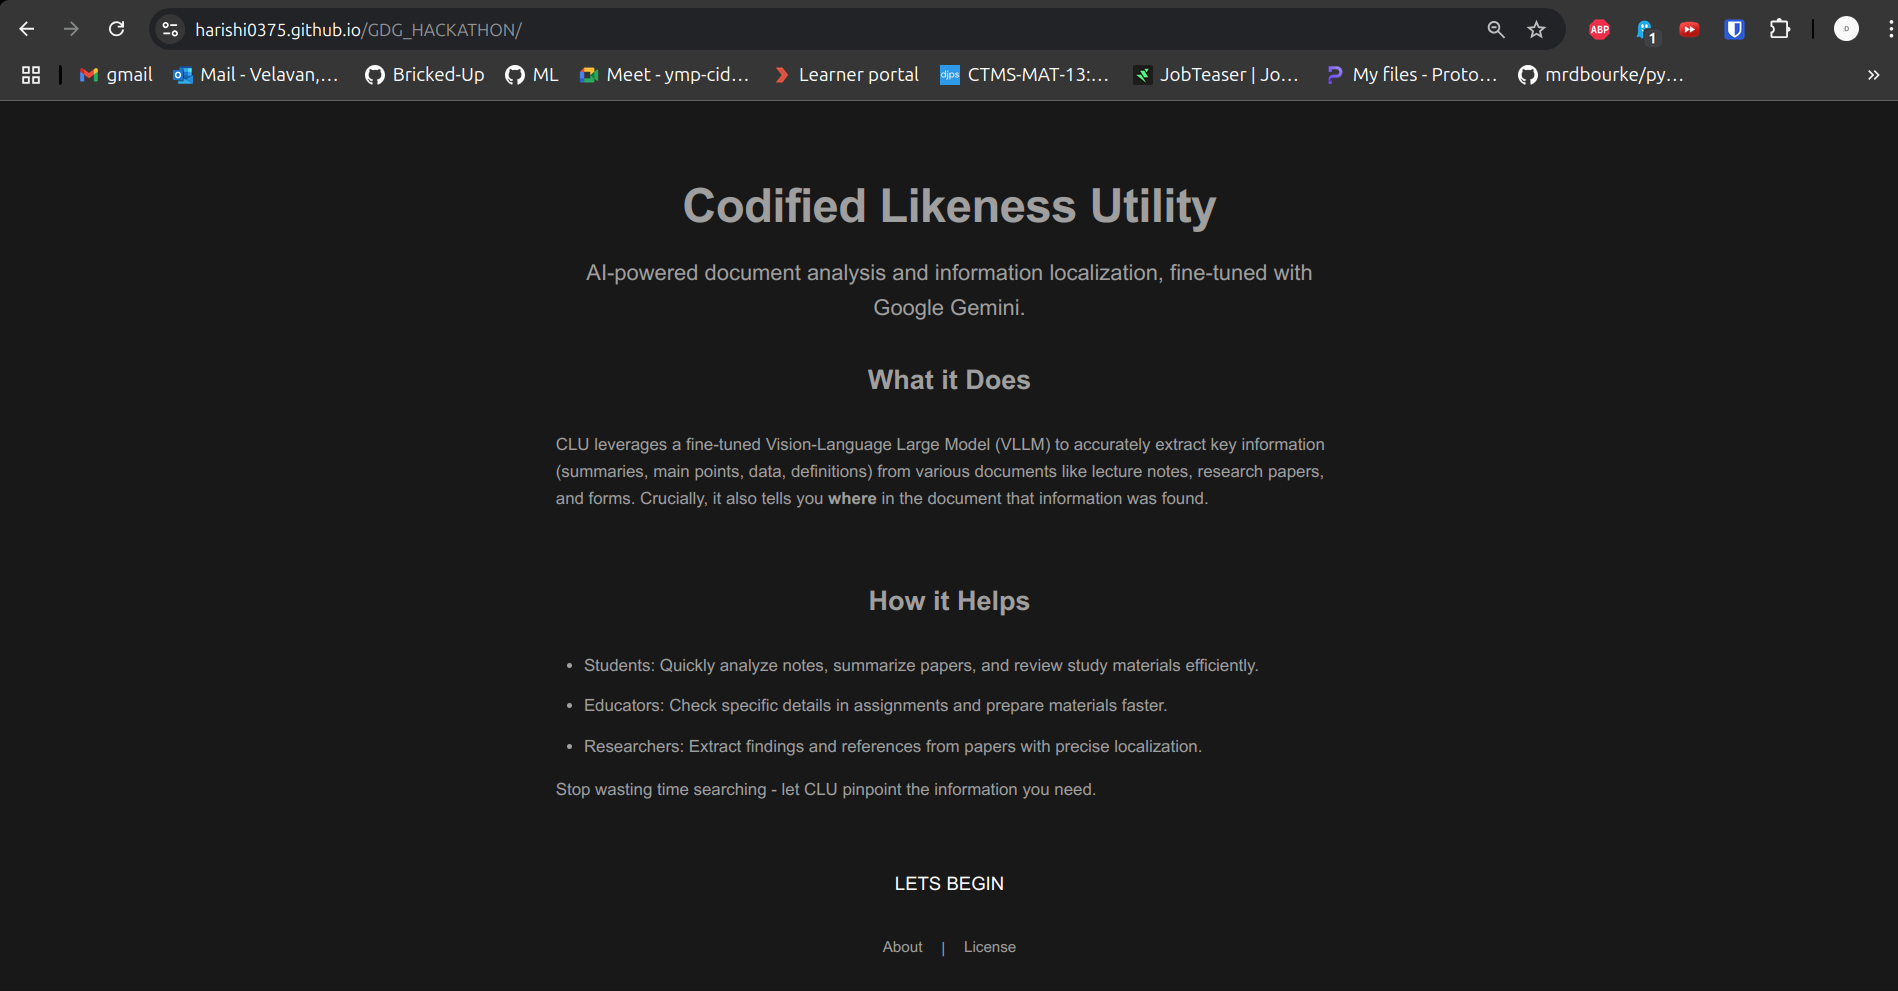 harishi0375.github.io/GDG_HACKATHON/
ABP
1
D
gmail
Mail - Velavan,...
Bricked-Up
ML
Meet - ymp-cid...
Learner portal
djps
CTMS-MAT-13:...
JobTeaser | Jo...
My files - Proto...
mrdbourke/py...
»
Codified Likeness Utility
AI-powered document analysis and information localization, fine-tuned with
Google Gemini.
What it Does
CLU leverages a fine-tuned Vision-Language Large Model (VLLM) to accurately extract key information
(summaries, main points, data, definitions) from various documents like lecture notes, research papers,
and forms. Crucially, it also tells you where in the document that information was found.
How it Helps
• Students: Quickly analyze notes, summarize papers, and review study materials efficiently.
• Educators: Check specific details in assignments and prepare materials faster.
• Researchers: Extract findings and references from papers with precise localization.
Stop wasting time searching - let CLU pinpoint the information you need.
LETS BEGIN
About | License